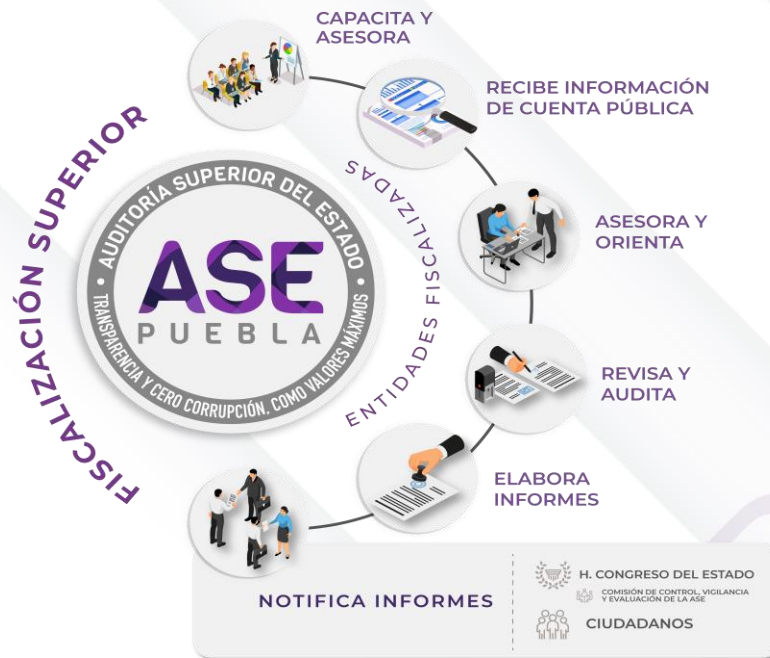 CAPACITA Y
ASESORA
RECIBE INFORMACIÓN
DE CUENTA PÚBLICA
ASESORA Y
ORIENTA
REVISA Y
AUDITA
ELABORA
INFORMES
FISCALIZACIÓN SUPERIOR
AUDITORÍA SUPERIOR DEL ESTADO
ASE
PUEBLA
• TRANSPARENCIA Y CERO CORRUPCIÓN, COMO VALORES MÁXIMOS •
ENTIDADES FISCALIZADAS
NOTIFICA INFORMES
H. CONGRESO DEL ESTADO
COMISIÓN DE CONTROL, VIGILANCIA
Y EVALUACIÓN DE LA ASE
CIUDADANOS